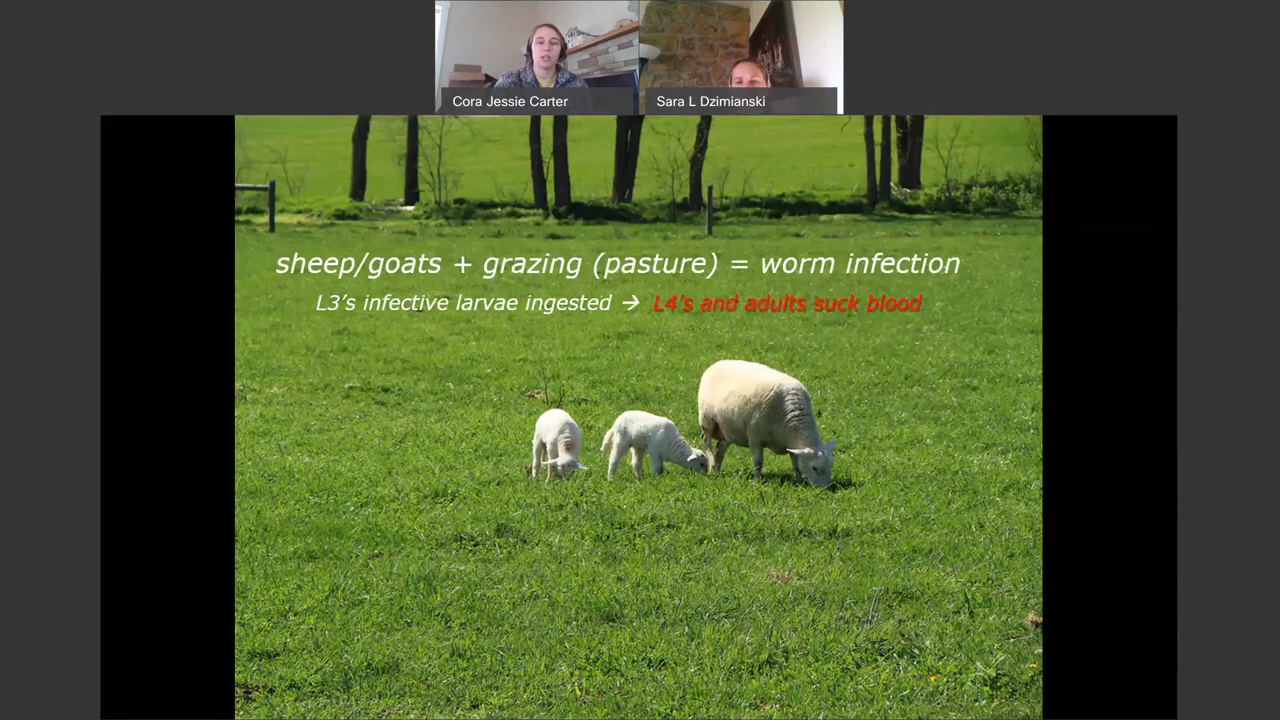 Cora Jessie Carter
Sara L Dzimianski
sheep/goats + grazing (pasture) = worm infection
L3's infective larvae ingested → L4's and adults suck blood